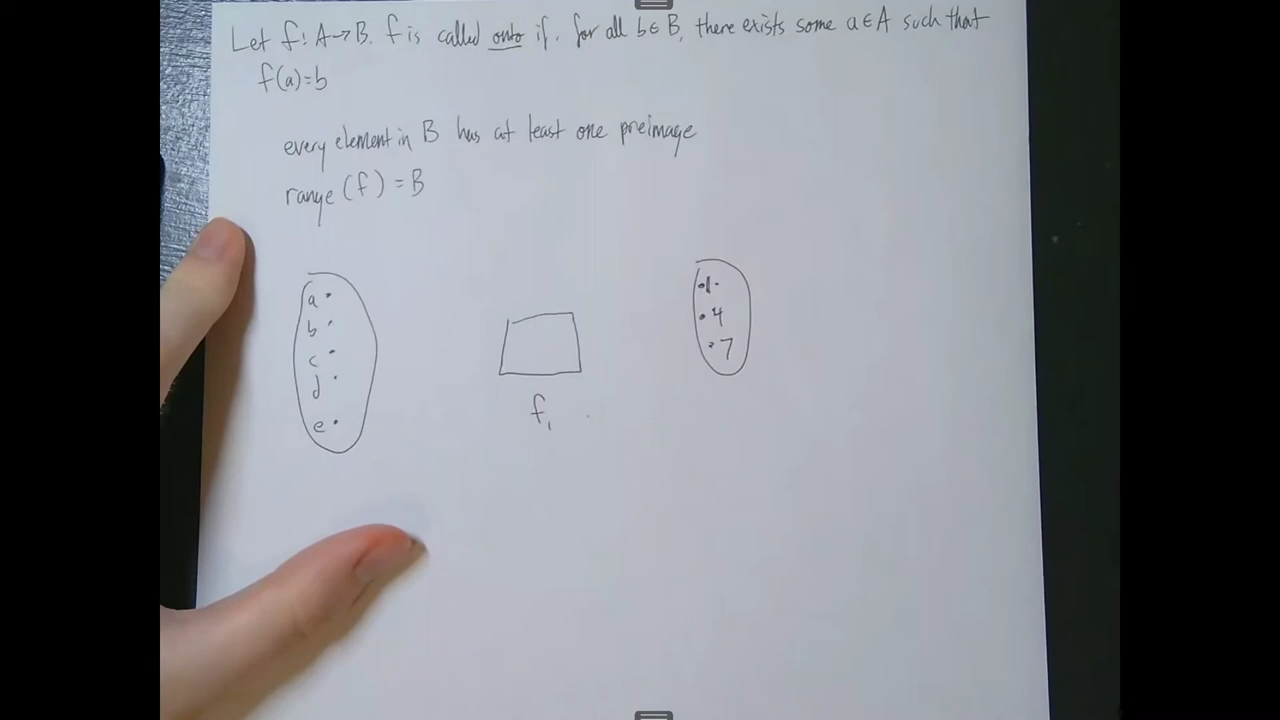 Let f: A→B. f is called onto if, for all b∈B, there exists some a∈A such that
f(a)=b
every element in B has at least one preimage
range (f) = B
a
b
c
d
e
f₁
4
7